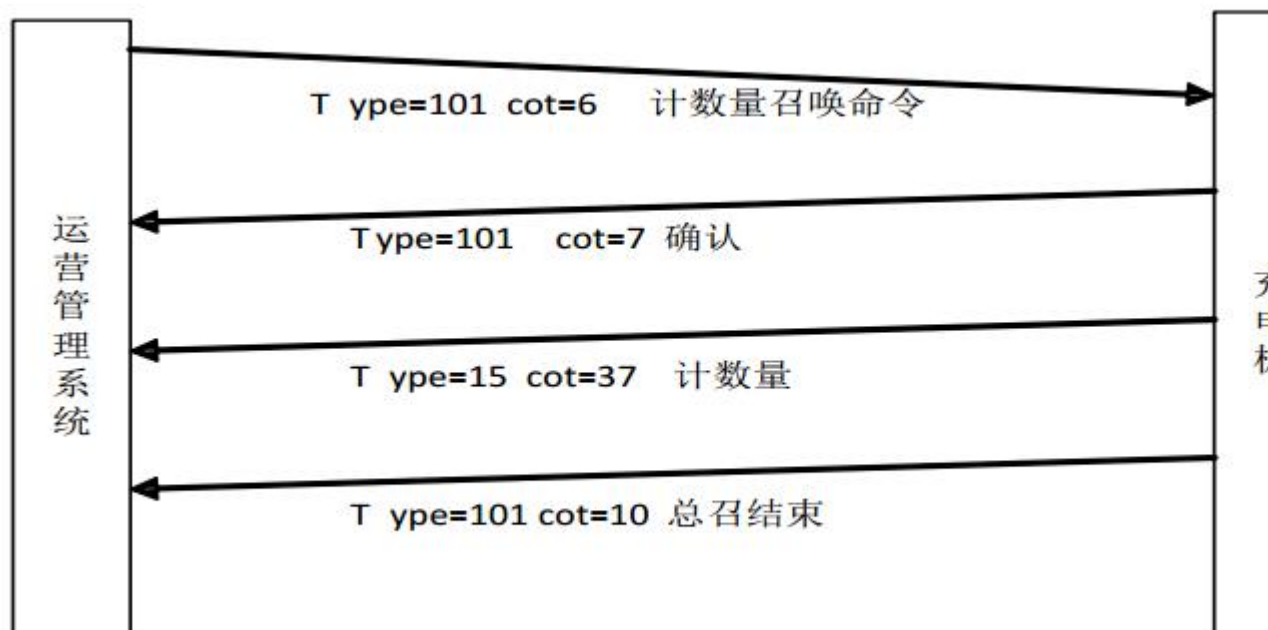 T ype=101 cot=6 计数量召唤命令
Type=101 cot=7 确认
运营管理系统
T ype=15 cot=37 计数量
T ype=101 cot=10 总召结束